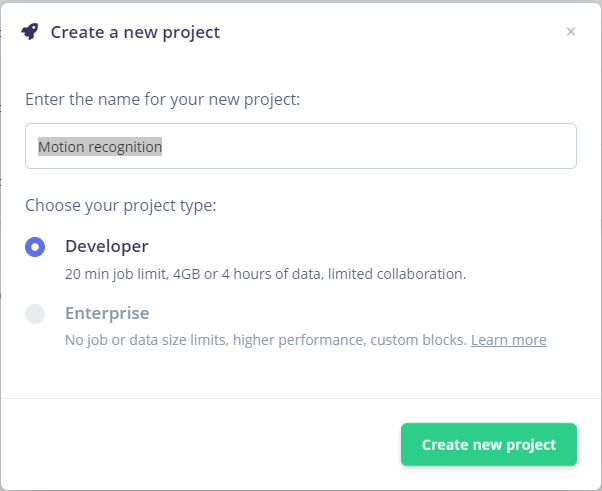 Create a new project
×
Enter the name for your new project:
Motion recognition
Choose your project type:
Developer
20 min job limit, 4GB or 4 hours of data, limited collaboration.
Enterprise
No job or data size limits, higher performance, custom blocks. Learn more
Create new project